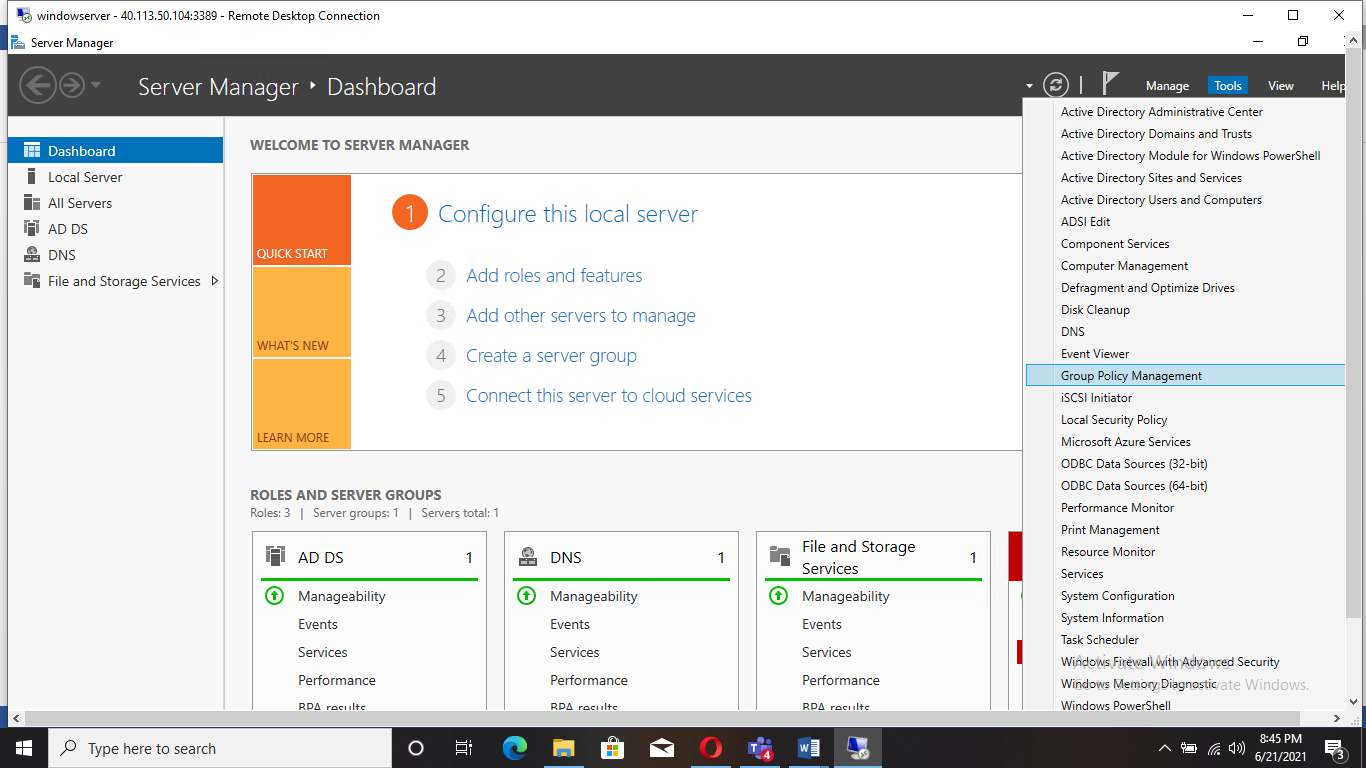 windowserver - 40.113.50.104:3389 - Remote Desktop Connection
Server Manager
Server Manager ‣ Dashboard
Manage Tools View Help
Dashboard
Local Server
All Servers
AD DS
DNS
File and Storage Services
WELCOME TO SERVER MANAGER
QUICK START
WHAT'S NEW
LEARN MORE
1 Configure this local server
2 Add roles and features
3 Add other servers to manage
4 Create a server group
5 Connect this server to cloud services
ROLES AND SERVER GROUPS
Roles: 3 | Server groups: 1 | Servers total: 1
AD DS 1
Manageability
Events
Services
Performance
BPA results
DNS 1
Manageability
Events
Services
Performance
BPA results
File and Storage
Services 1
Manageability
Events
Services
Performance
BPA results
Active Directory Administrative Center
Active Directory Domains and Trusts
Active Directory Module for Windows PowerShell
Active Directory Sites and Services
Active Directory Users and Computers
ADSI Edit
Component Services
Computer Management
Defragment and Optimize Drives
Disk Cleanup
DNS
Event Viewer
Group Policy Management
iSCSI Initiator
Local Security Policy
Microsoft Azure Services
ODBC Data Sources (32-bit)
ODBC Data Sources (64-bit)
Performance Monitor
Print Management
Resource Monitor
Services
System Configuration
System Information
Task Scheduler
Windows Firewall with Advanced Security
Windows Memory Diagnostic
Windows PowerShell
Activate Windows
Go to Settings to activate Windows.
Type here to search
4
8:45 PM
6/21/2021
3